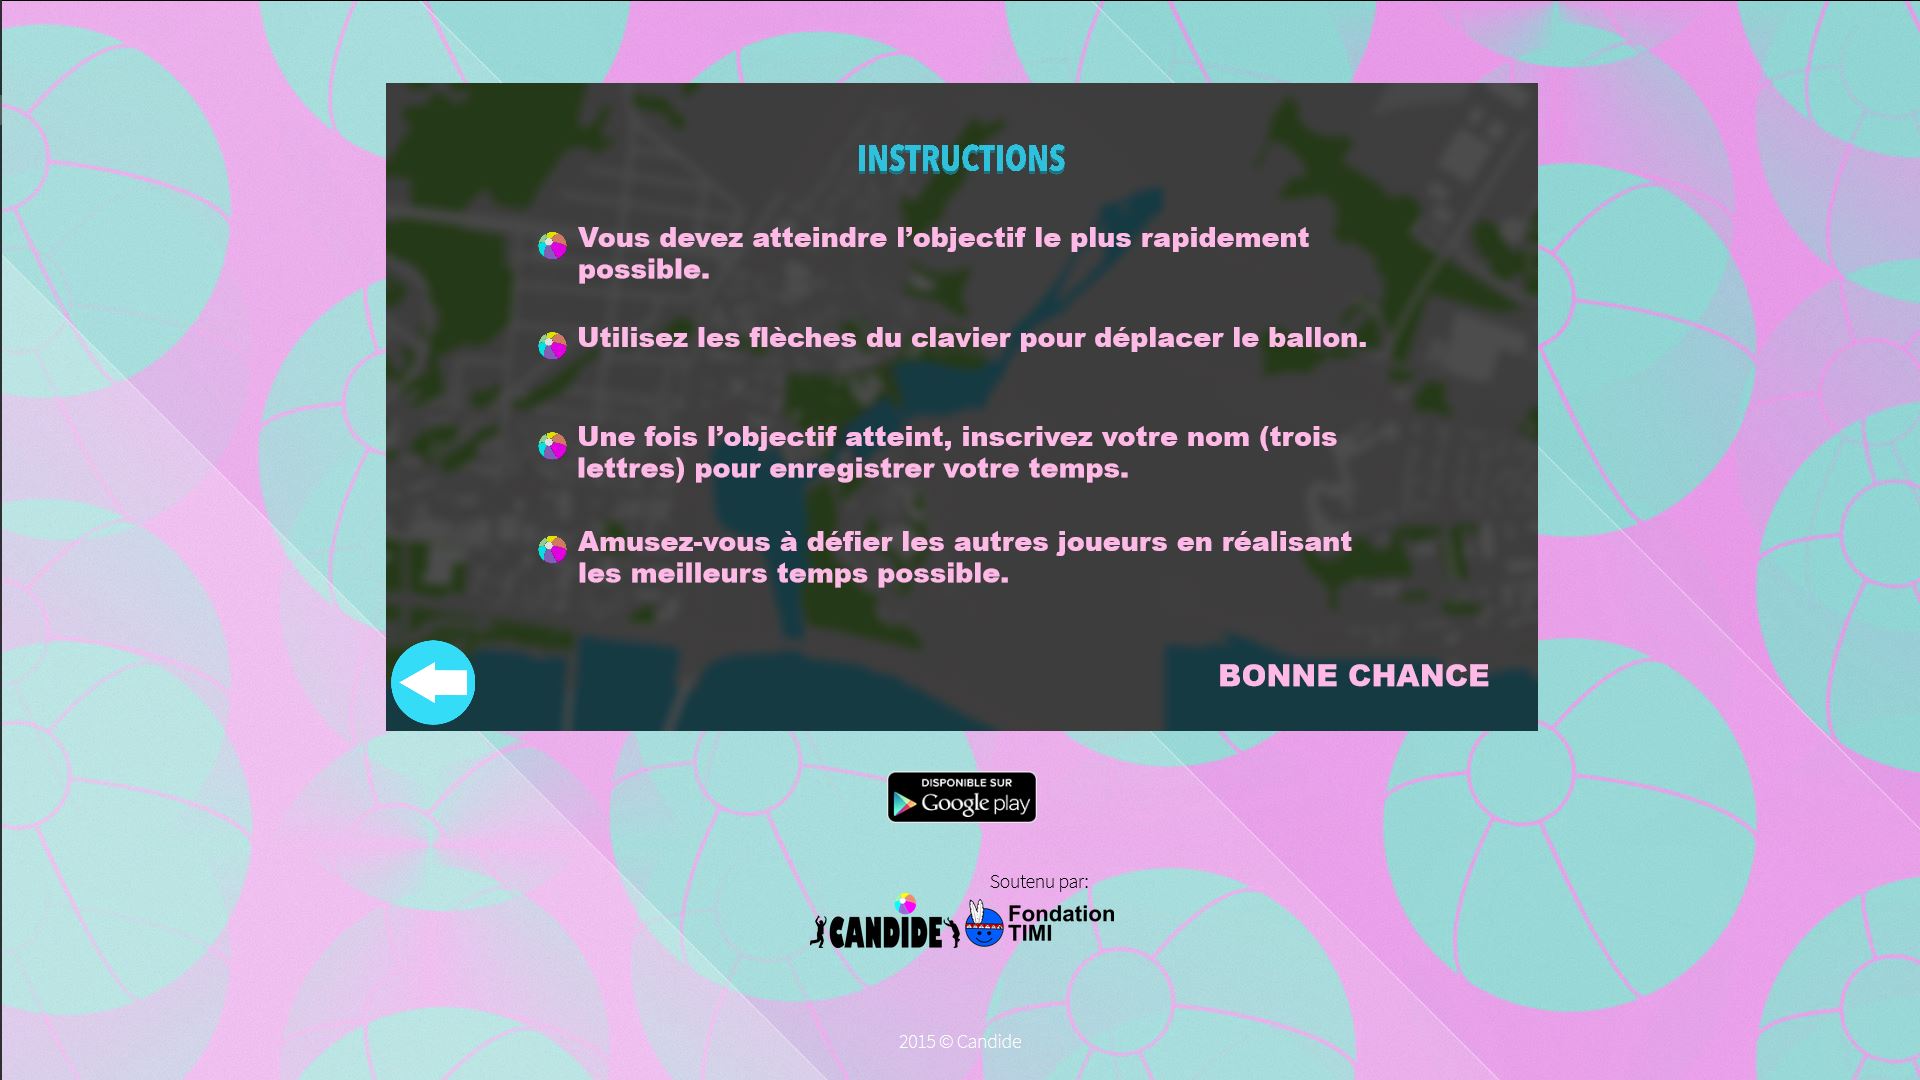 INSTRUCTIONS
Vous devez atteindre l’objectif le plus rapidement
possible.
Utilisez les flèches du clavier pour déplacer le ballon.
Une fois l’objectif atteint, inscrivez votre nom (trois
lettres) pour enregistrer votre temps.
Amusez-vous à défier les autres joueurs en réalisant
les meilleurs temps possible.
BONNE CHANCE
DISPONIBLE SUR
Google play
Soutenu par:
CANDIDE
Fondation
TIMI
2015 © Candide